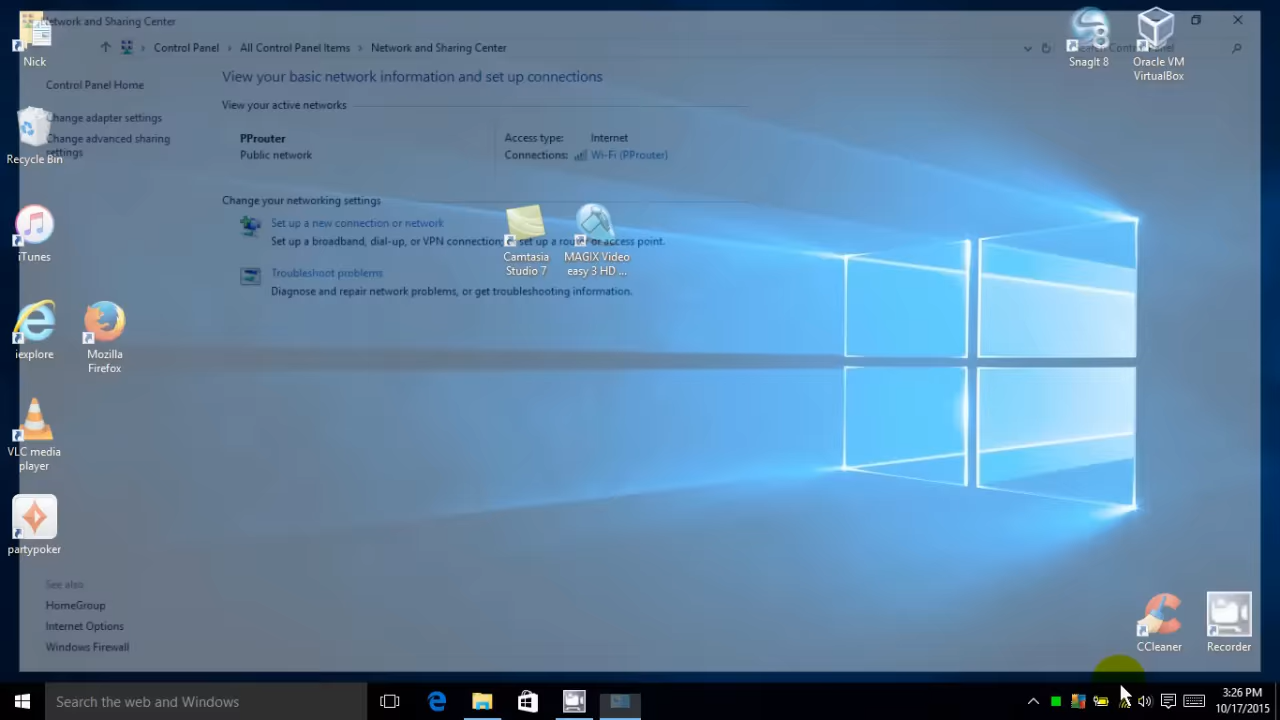 Network and Sharing Center
Control Panel
All Control Panel Items
Network and Sharing Center
Search Control Panel
Control Panel Home
Change adapter settings
Change advanced sharing
settings
View your basic network information and set up connections
View your active networks
PProuter
Public network
Access type:
Internet
Connections:
Wi-Fi (PProuter)
Change your networking settings
Set up a new connection or network
Set up a broadband, dial-up, or VPN connection; or set up a router or access point.
Troubleshoot problems
Diagnose and repair network problems, or get troubleshooting information.
See also
HomeGroup
Internet Options
Windows Firewall
Nick
Recycle Bin
iTunes
iexplore
Mozilla
Firefox
VLC media
player
partypoker
Camtasia
Studio 7
MAGIX Video
easy 3 HD ...
SnagIt 8
Oracle VM
VirtualBox
CCleaner
Recorder
Search the web and Windows
3:26 PM
10/17/2015